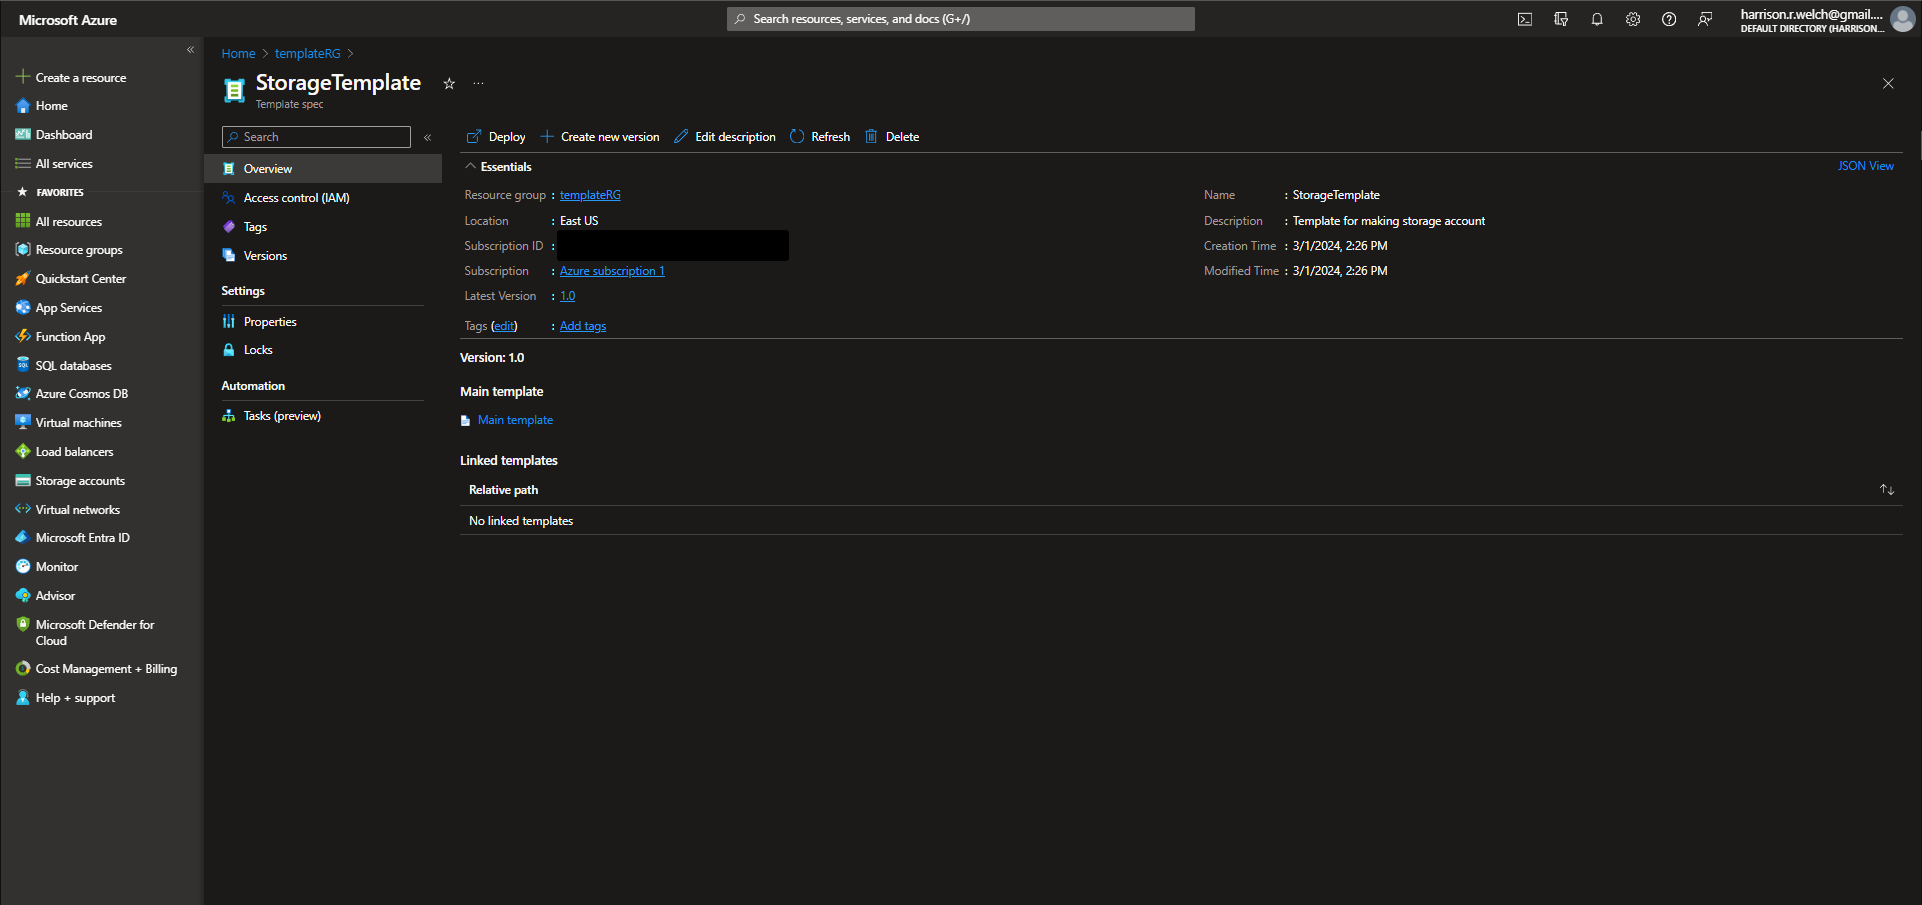 Microsoft Azure
Search resources, services, and docs (G+/)
harrison.r.welch@gmail....
DEFAULT DIRECTORY (HARRISON...
Create a resource
Home
Dashboard
All services
FAVORITES
All resources
Resource groups
Quickstart Center
App Services
Function App
SQL databases
Azure Cosmos DB
Virtual machines
Load balancers
Storage accounts
Virtual networks
Microsoft Entra ID
Monitor
Advisor
Microsoft Defender for
Cloud
Cost Management + Billing
Help + support
Home > templateRG >
StorageTemplate
Template spec
Search
Overview
Access control (IAM)
Tags
Versions
Settings
Properties
Locks
Automation
Tasks (preview)
Deploy Create new version Edit description Refresh Delete
Essentials
JSON View
Resource group : templateRG
Location : East US
Subscription ID :
Subscription : Azure subscription 1
Latest Version : 1.0
Tags (edit) : Add tags
Name : StorageTemplate
Description : Template for making storage account
Creation Time : 3/1/2024, 2:26 PM
Modified Time : 3/1/2024, 2:26 PM
Version: 1.0
Main template
Main template
Linked templates
Relative path
No linked templates